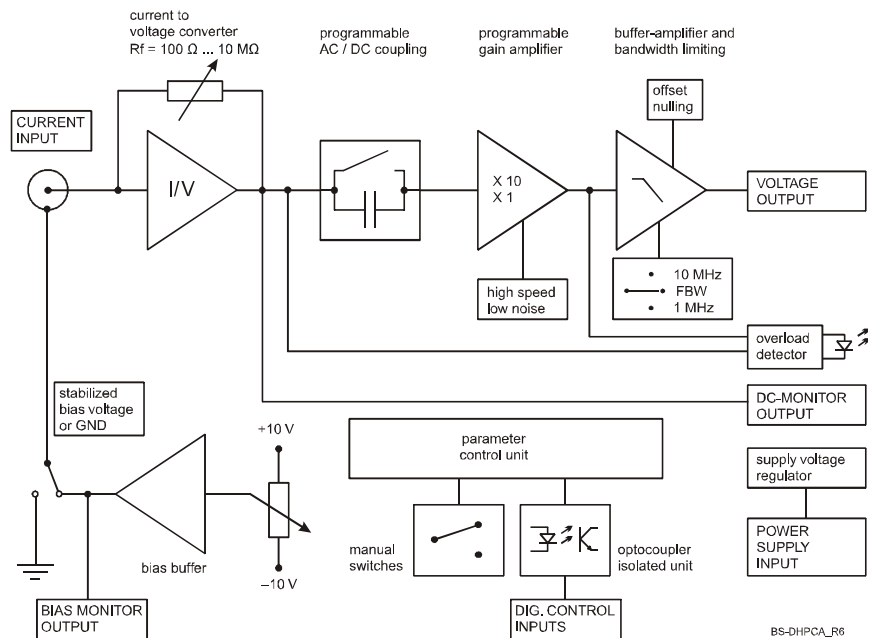 current to
voltage converter
Rf = 100 Ω ... 10 MΩ
programmable
AC / DC coupling
programmable
gain amplifier
buffer-amplifier and
bandwidth limiting
offset
nulling
CURRENT
INPUT
I/V
X 10
X 1
VOLTAGE
OUTPUT
high speed
low noise
10 MHz
FBW
1 MHz
overload
detector
stabilized
bias voltage
or GND
DC-MONITOR
OUTPUT
+10 V
parameter
control unit
supply voltage
regulator
manual
switches
optocoupler
isolated unit
POWER
SUPPLY
INPUT
bias buffer
–10 V
BIAS MONITOR
OUTPUT
DIG. CONTROL
INPUTS
BS-DHPCA_R6